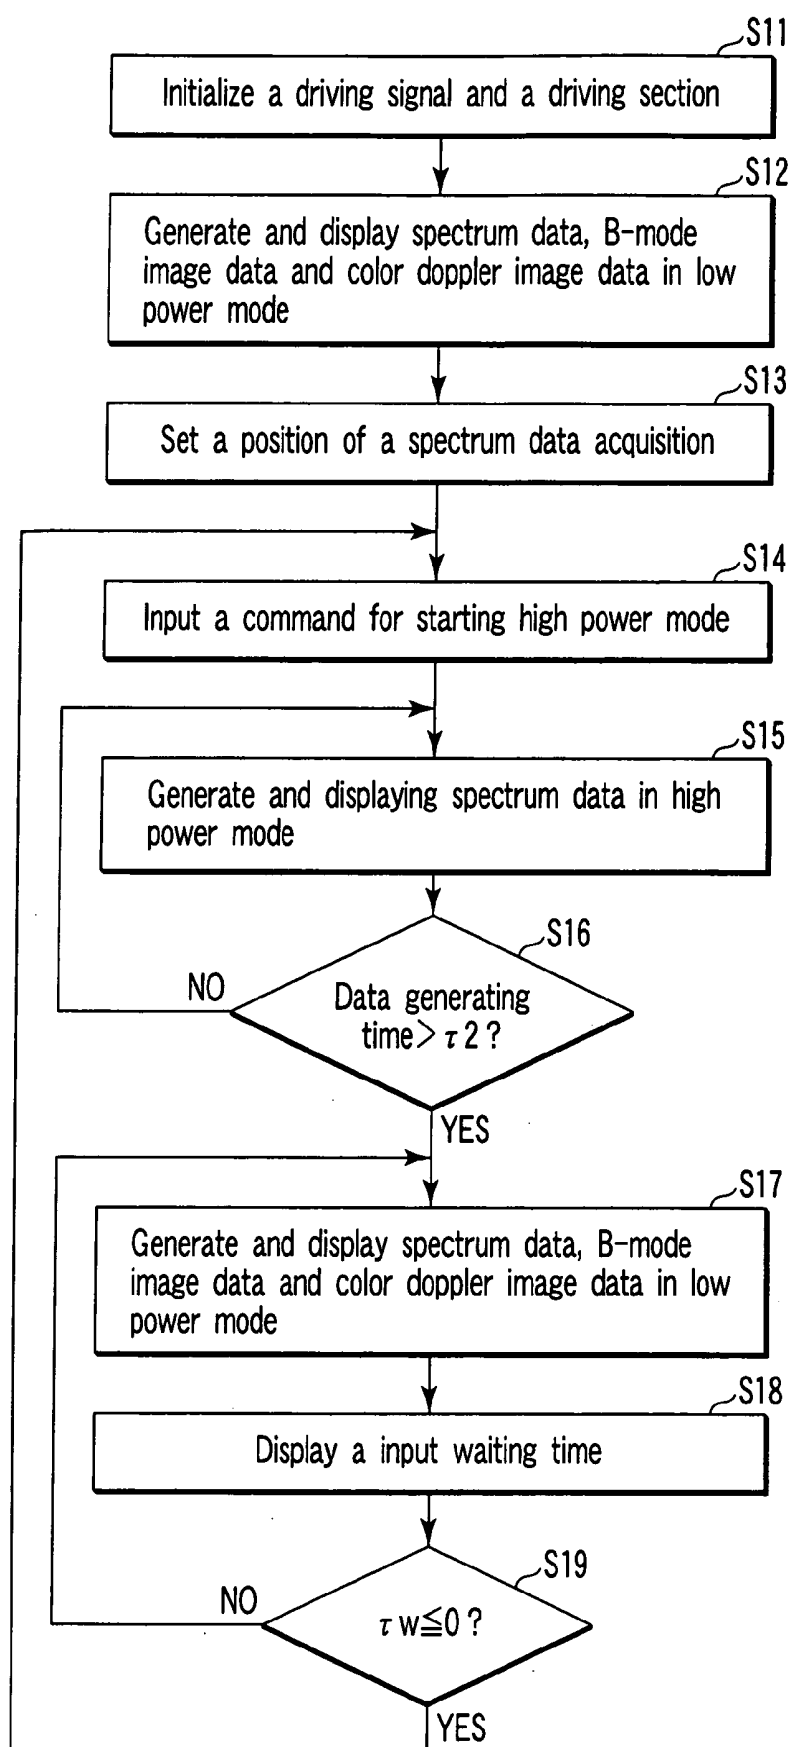 S11
Initialize a driving signal and a driving section
S12
Generate and display spectrum data, B-mode
image data and color doppler image data in low
power mode
S13
Set a position of a spectrum data acquisition
S14
Input a command for starting high power mode
S15
Generate and displaying spectrum data in high
power mode
S16
NO
Data generating
time> τ2?
YES
S17
Generate and display spectrum data, B-mode
image data and color doppler image data in low
power mode
S18
Display a input waiting time
S19
NO
τw≦0?
YES